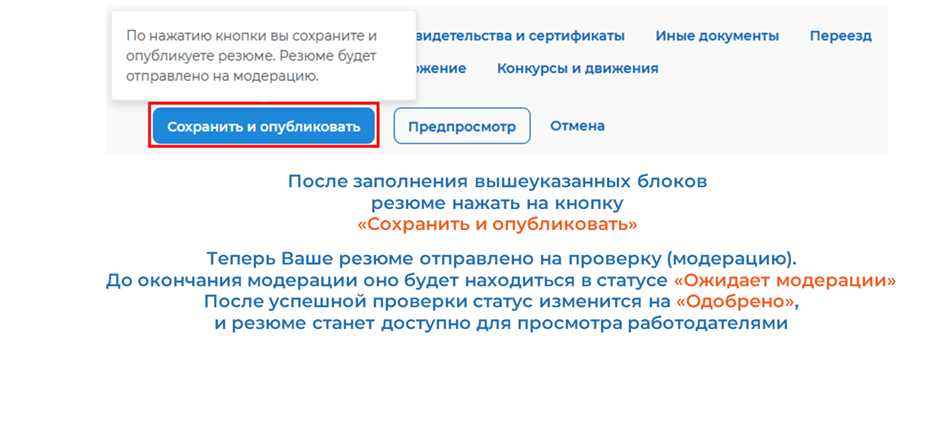 По нажатию кнопки вы сохраните и
опубликуете резюме. Резюме будет
отправлено на модерацию.
видетельства и сертификаты Иные документы Переезд
ожение Конкурсы и движения
Сохранить и опубликовать Предпросмотр Отмена
После заполнения вышеуказанных блоков
резюме нажать на кнопку
«Сохранить и опубликовать»
Теперь Ваше резюме отправлено на проверку (модерацию).
До окончания модерации оно будет находиться в статусе «Ожидает модерации»
После успешной проверки статус изменится на «Одобрено»,
и резюме станет доступно для просмотра работодателями